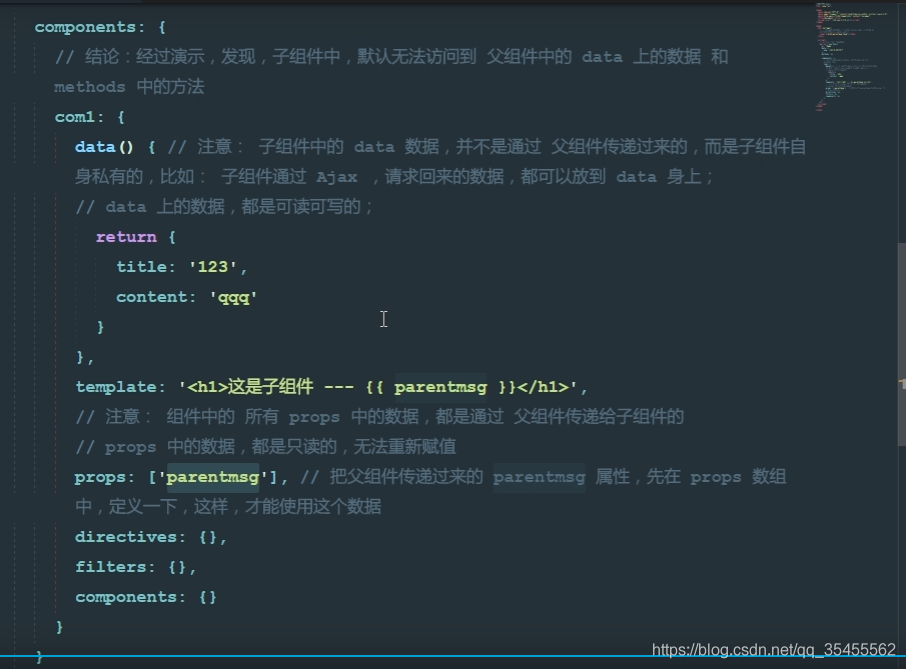 components: {
// 结论：经过演示，发现，子组件中，默认无法访问到 父组件中的 data 上的数据 和
methods 中的方法
com1: {
data() { // 注意： 子组件中的 data 数据，并不是通过 父组件传递过来的，而是子组件自
身私有的，比如： 子组件通过 Ajax ，请求回来的数据，都可以放到 data 身上；
// data 上的数据，都是可读可写的；
return {
title: '123',
content: 'qqq'
}
},
template: '<h1>这是子组件 --- {{ parentmsg }}</h1>',
// 注意： 组件中的 所有 props 中的数据，都是通过 父组件传递给子组件的
// props 中的数据，都是只读的，无法重新赋值
props: ['parentmsg'], // 把父组件传递过来的 parentmsg 属性，先在 props 数组
中，定义一下，这样，才能使用这个数据
directives: {},
filters: {},
components: {}
}
}
https://blog.csdn.net/qq_35455562